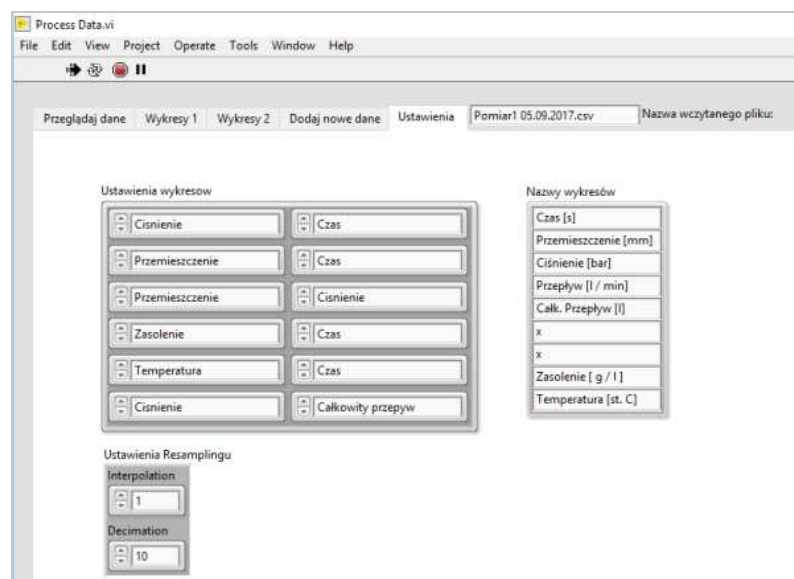 Process Data.vi
File Edit View Project Operate Tools Window Help
Przeglądaj dane Wykresy 1 Wykresy 2 Dodaj nowe dane Ustawienia Pomiar1 05.09.2017.csv Nazwa wczytanego pliku:
Ustawienia wykresow
Cisnienie Czas
Przemieszczenie Czas
Przemieszczenie Cisnienie
Zasolenie Czas
Temperatura Czas
Cisnienie Całkowity przepyw
Nazwy wykresów
Czas [s]
Przemieszczenie [mm]
Ciśnienie [bar]
Przepływ [l / min]
Całk. Przepływ [l]
x
x
Zasolenie [ g / l ]
Temperatura [st. C]
Ustawienia Resamplingu
Interpolation
1
Decimation
10